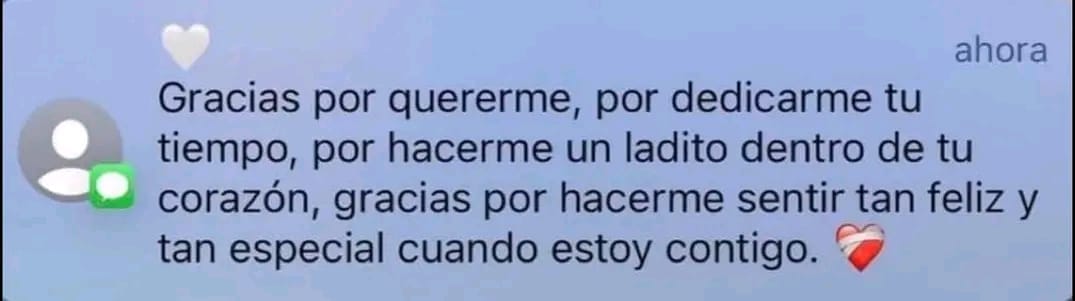 🤍
ahora
Gracias por quererme, por dedicarme tu
tiempo, por hacerme un ladito dentro de tu
corazón, gracias por hacerme sentir tan feliz y
tan especial cuando estoy contigo. ❤️‍🩹